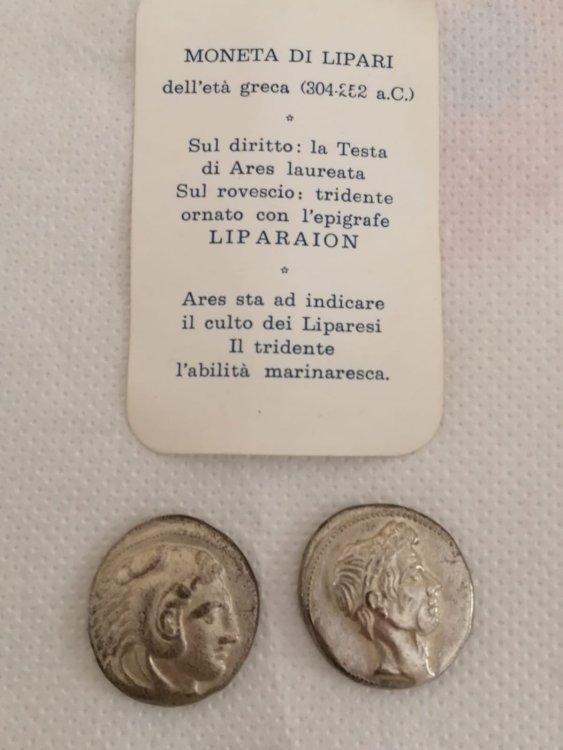 MONETA DI LIPARI
dell'età greca (304-252 a.C.)
Sul diritto: la Testa
di Ares laureata
Sul rovescio: tridente
ornato con l'epigrafe
LIPARAION
Ares sta ad indicare
il culto dei Liparesi
Il tridente
l'abilità marinaresca.